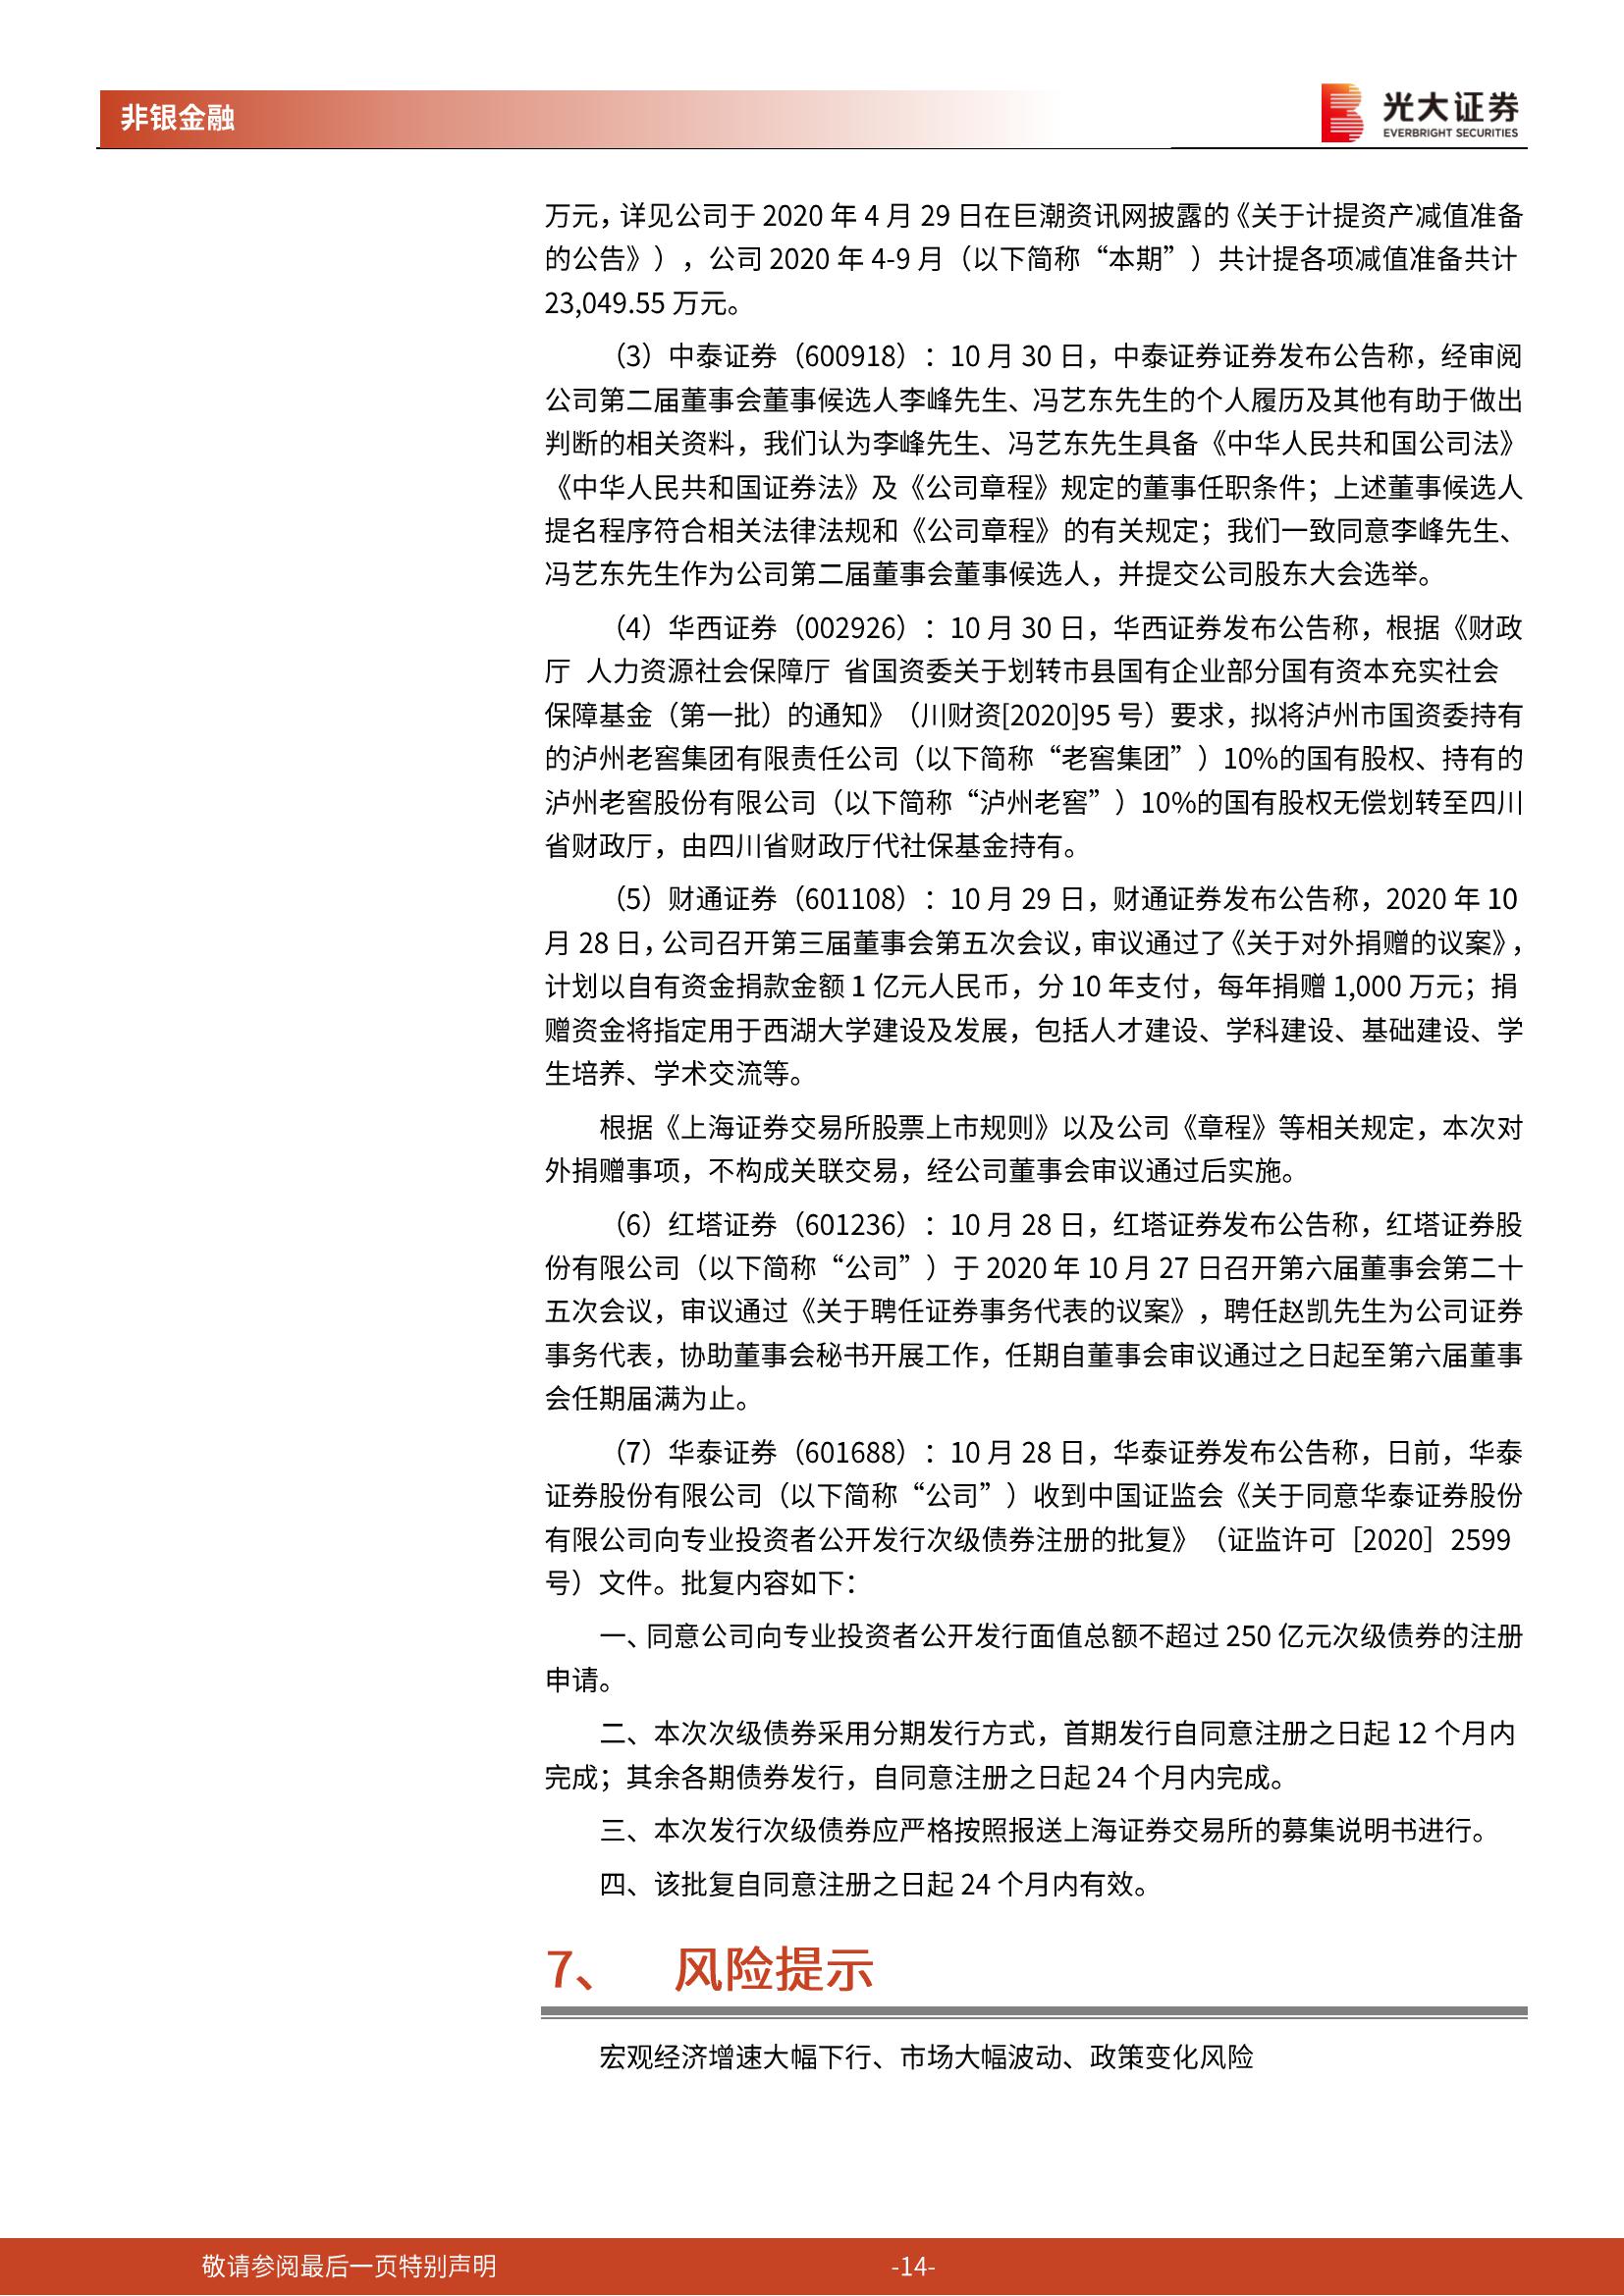 非银金融
光大证券
EVERBRIGHT SECURITIES
万元，详见公司于 2020 年 4 月 29 日在巨潮资讯网披露的《关于计提资产减值准备
的公告》），公司 2020 年 4-9 月（以下简称“本期”）共计提各项减值准备共计
23,049.55 万元。
（3）中泰证券（600918）：10 月 30 日，中泰证券证券发布公告称，经审阅
公司第二届董事会董事候选人李峰先生、冯艺东先生的个人履历及其他有助于做出
判断的相关资料，我们认为李峰先生、冯艺东先生具备《中华人民共和国公司法》
《中华人民共和国证券法》及《公司章程》规定的董事任职条件；上述董事候选人
提名程序符合相关法律法规和《公司章程》的有关规定；我们一致同意李峰先生、
冯艺东先生作为公司第二届董事会董事候选人，并提交公司股东大会选举。
（4）华西证券（002926）：10 月 30 日，华西证券发布公告称，根据《财政
厅 人力资源社会保障厅 省国资委关于划转市县国有企业部分国有资本充实社会
保障基金（第一批）的通知》（川财资[2020]95 号）要求，拟将泸州市国资委持有
的泸州老窖集团有限责任公司（以下简称“老窖集团”）10%的国有股权、持有的
泸州老窖股份有限公司（以下简称“泸州老窖”）10%的国有股权无偿划转至四川
省财政厅，由四川省财政厅代社保基金持有。
（5）财通证券（601108）：10 月 29 日，财通证券发布公告称，2020 年 10
月 28 日，公司召开第三届董事会第五次会议，审议通过了《关于对外捐赠的议案》，
计划以自有资金捐款金额 1 亿元人民币，分 10 年支付，每年捐赠 1,000 万元；捐
赠资金将指定用于西湖大学建设及发展，包括人才建设、学科建设、基础建设、学
生培养、学术交流等。
根据《上海证券交易所股票上市规则》以及公司《章程》等相关规定，本次对
外捐赠事项，不构成关联交易，经公司董事会审议通过后实施。
（6）红塔证券（601236）：10 月 28 日，红塔证券发布公告称，红塔证券股
份有限公司（以下简称“公司”）于 2020 年 10 月 27 日召开第六届董事会第二十
五次会议，审议通过《关于聘任证券事务代表的议案》，聘任赵凯先生为公司证券
事务代表，协助董事会秘书开展工作，任期自董事会审议通过之日起至第六届董事
会任期届满为止。
（7）华泰证券（601688）：10 月 28 日，华泰证券发布公告称，日前，华泰
证券股份有限公司（以下简称“公司”）收到中国证监会《关于同意华泰证券股份
有限公司向专业投资者公开发行次级债券注册的批复》（证监许可［2020］2599
号）文件。批复内容如下：
一、同意公司向专业投资者公开发行面值总额不超过 250 亿元次级债券的注册
申请。
二、本次次级债券采用分期发行方式，首期发行自同意注册之日起 12 个月内
完成；其余各期债券发行，自同意注册之日起 24 个月内完成。
三、本次发行次级债券应严格按照报送上海证券交易所的募集说明书进行。
四、该批复自同意注册之日起 24 个月内有效。
7、 风险提示
宏观经济增速大幅下行、市场大幅波动、政策变化风险
敬请参阅最后一页特别声明
-14-